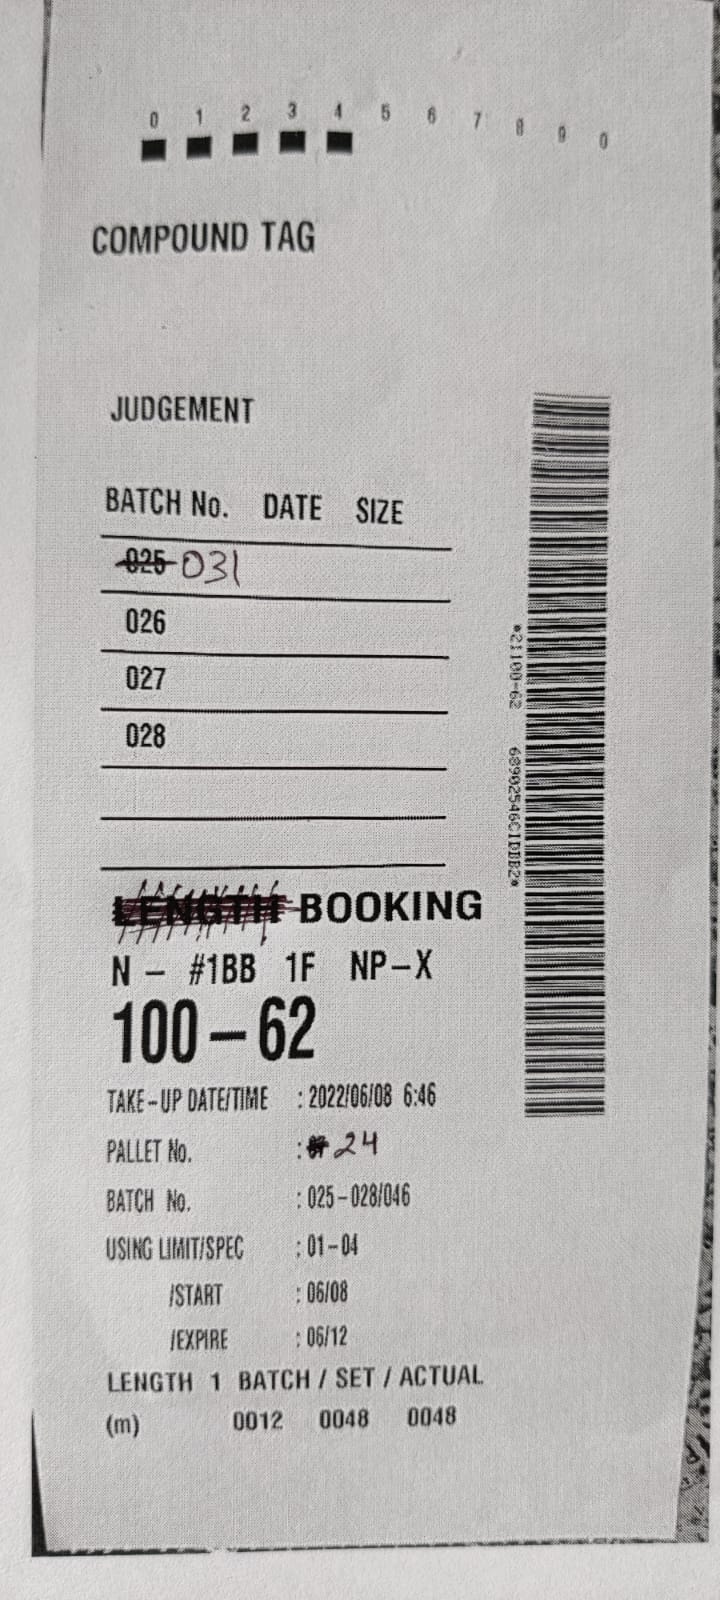 0 1 2 3 4 5 6 7 8 9 0
COMPOUND TAG
JUDGEMENT
BATCH No. DATE SIZE
025 031
026
027
028
LENGTH BOOKING
N - #1BB 1F NP-X
100-62
TAKE-UP DATE/TIME : 2022/06/08 6:46
PALLET No. : 24
BATCH No. : 025-028/046
USING LIMIT/SPEC : 01-04
/START : 06/08
/EXPIRE : 06/12
LENGTH 1 BATCH / SET / ACTUAL
(m) 0012 0048 0048
*21100-62